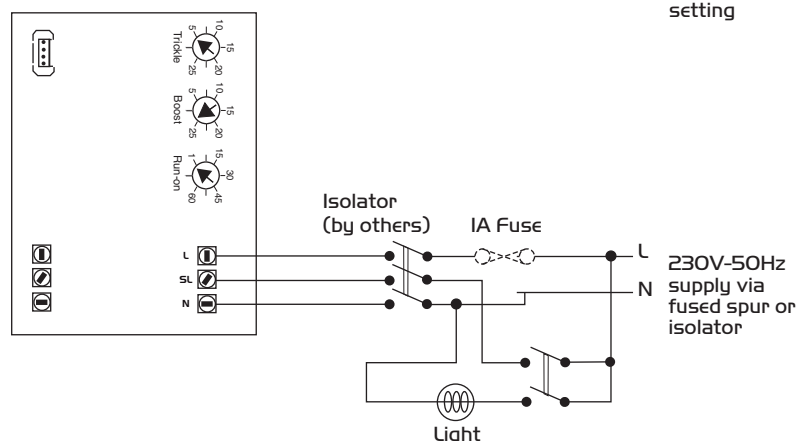 setting
5
10
15
20
25
Trickle
5
10
15
20
25
Boost
1
15
30
45
60
Run-on
Isolator
(by others)
1A Fuse
L
SL
N
L
N
230V-50Hz
supply via
fused spur or
isolator
Light